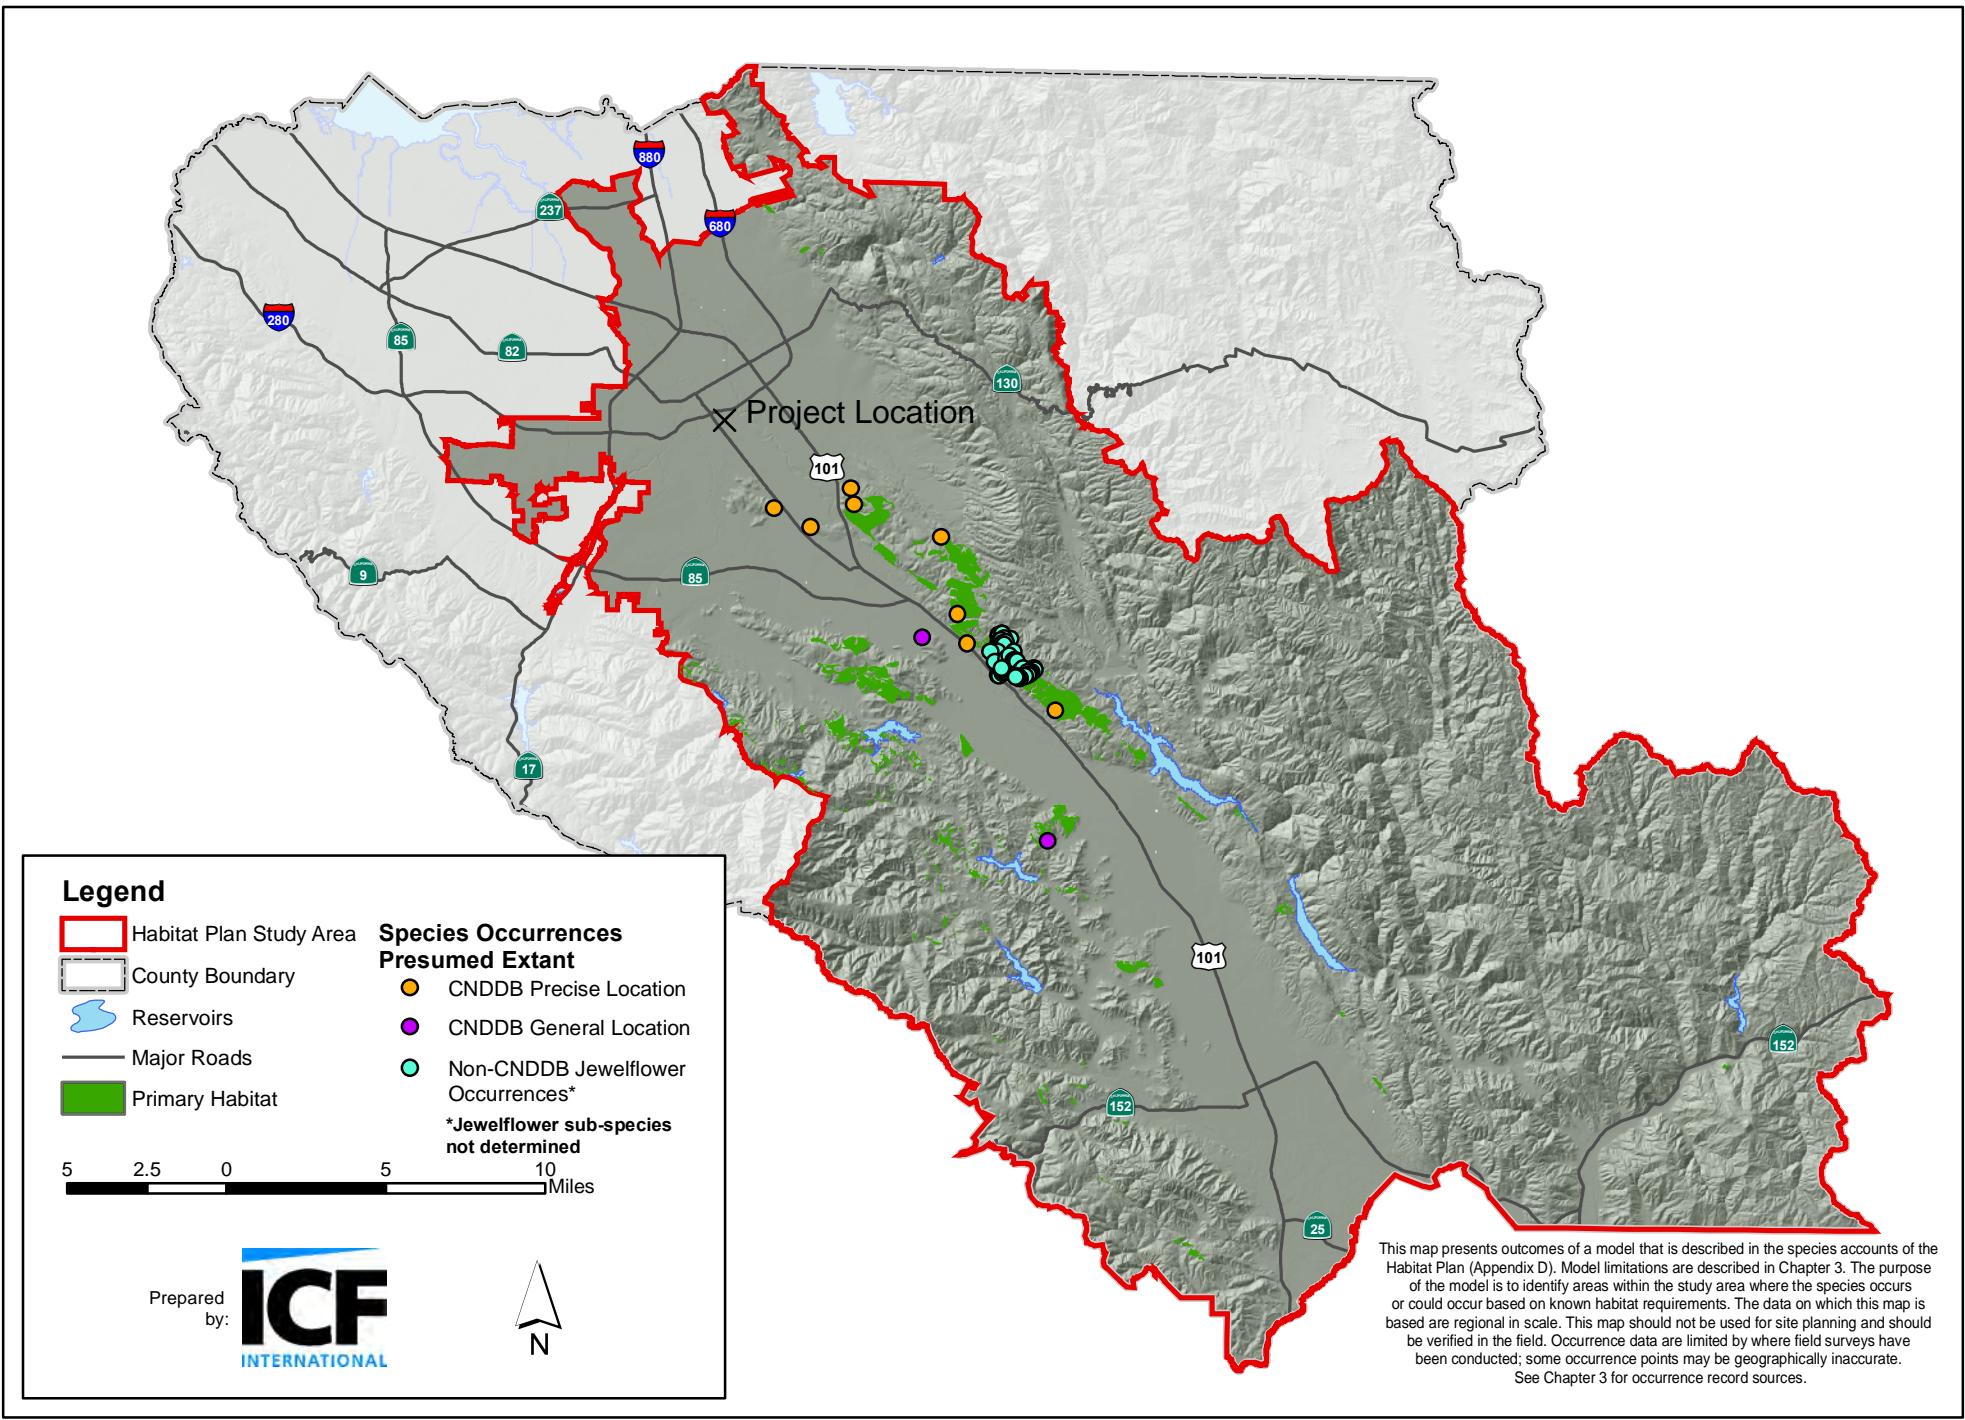 880
237
680
280
85
82
130
Project Location
101
9
85
17
101
152
152
25
Legend
Habitat Plan Study Area
County Boundary
Reservoirs
Major Roads
Primary Habitat
Species Occurrences
Presumed Extant
CNDDB Precise Location
CNDDB General Location
Non-CNDDB Jewelflower
Occurrences*
*Jewelflower sub-species
not determined
5 2.5 0 5 10
Miles
Prepared
by:
ICF
INTERNATIONAL
N
This map presents outcomes of a model that is described in the species accounts of the
Habitat Plan (Appendix D). Model limitations are described in Chapter 3. The purpose
of the model is to identify areas within the study area where the species occurs
or could occur based on known habitat requirements. The data on which this map is
based are regional in scale. This map should not be used for site planning and should
be verified in the field. Occurrence data are limited by where field surveys have
been conducted; some occurrence points may be geographically inaccurate.
See Chapter 3 for occurrence record sources.